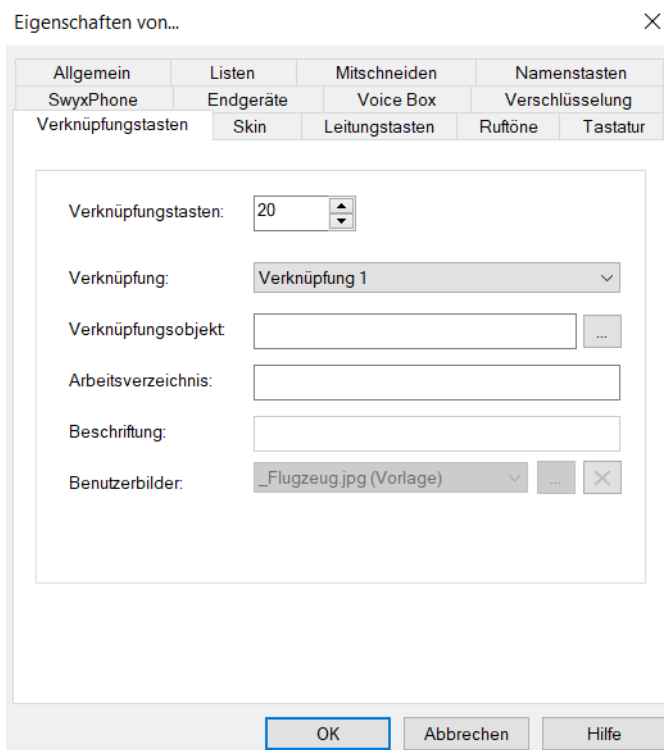 Eigenschaften von...
Allgemein Listen Mitschneiden Namenstasten
SwyxPhone Endgeräte Voice Box Verschlüsselung
Verknüpfungstasten Skin Leitungstasten Ruftöne Tastatur
Verknüpfungstasten: 20
Verknüpfung: Verknüpfung 1
Verknüpfungsobjekt: ...
Arbeitsverzeichnis:
Beschriftung:
Benutzerbilder: _Flugzeug.jpg (Vorlage) ...
OK Abbrechen Hilfe